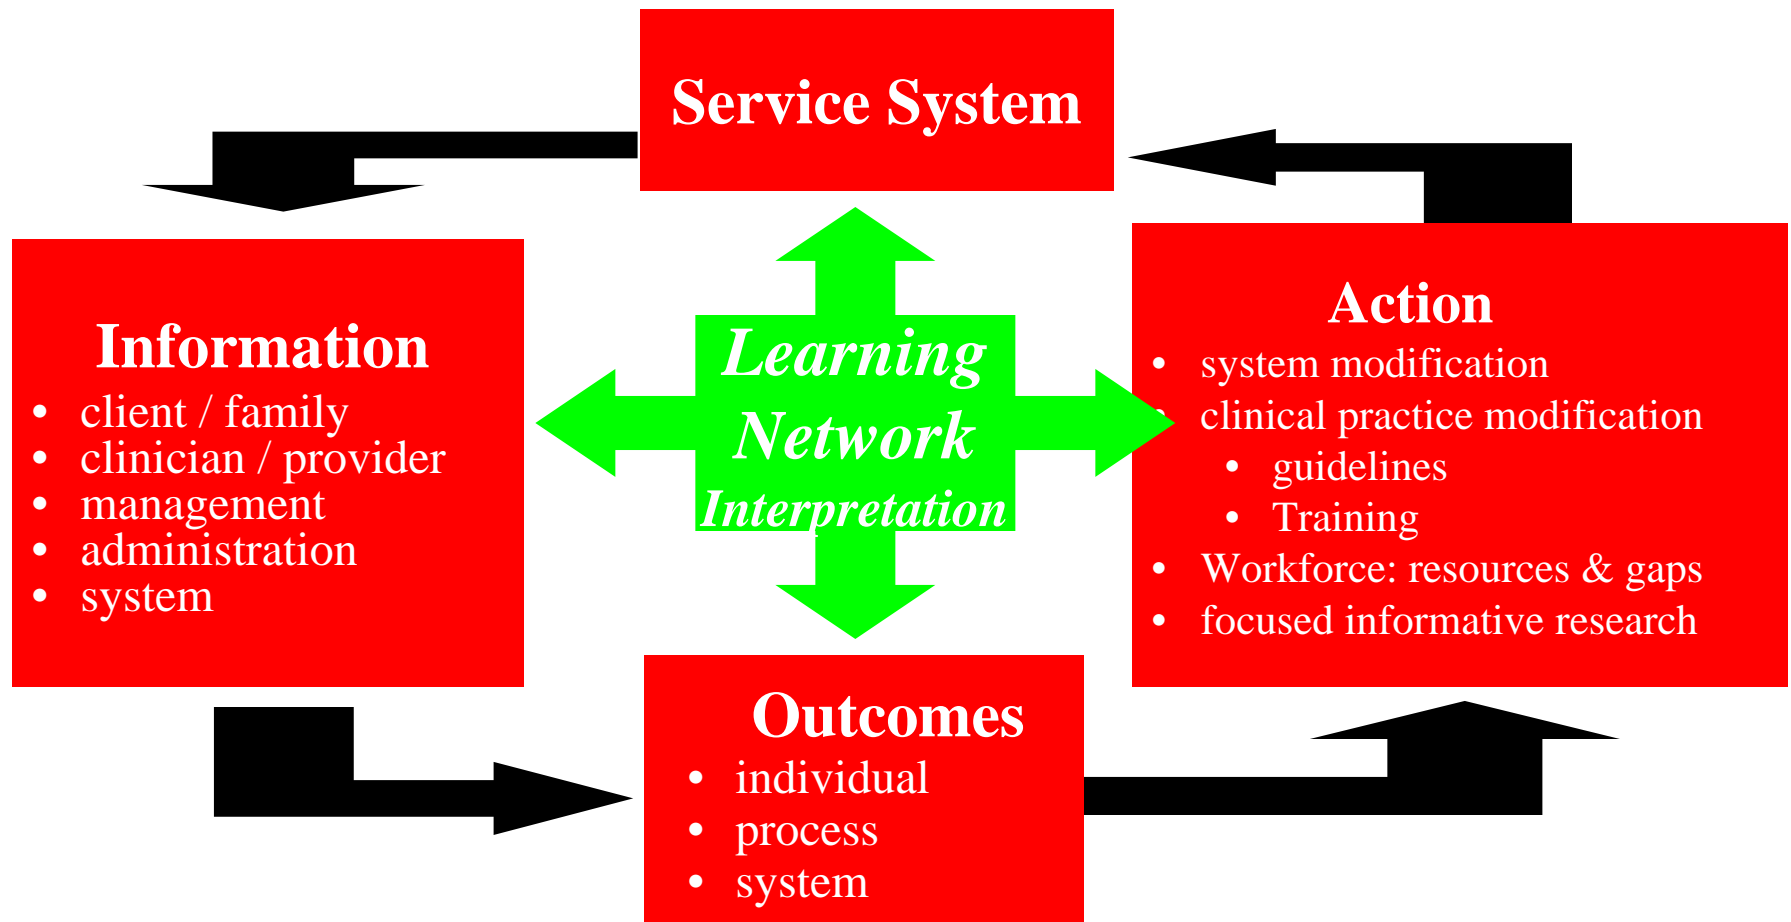 Service System
Information
• client / family
• clinician / provider
• management
• administration
• system
Learning
Network
Interpretation
Action
• system modification
• clinical practice modification
• guidelines
• Training
• Workforce: resources & gaps
• focused informative research
Outcomes
• individual
• process
• system